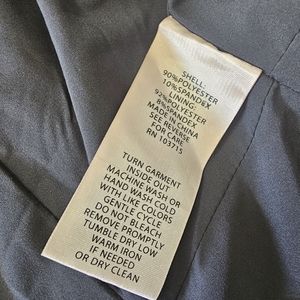 SHELL:
90%POLYESTER
10%SPANDEX
LINING:
92%POLYESTER
8%SPANDEX
MADE IN CHINA
SEE REVERSE
FOR CARE
RN 103715
TURN GARMENT
INSIDE OUT
MACHINE WASH OR
HAND WASH COLD
WITH LIKE COLORS
GENTLE CYCLE
DO NOT BLEACH
REMOVE PROMPTLY
TUMBLE DRY LOW
WARM IRON
IF NEEDED
OR DRY CLEAN